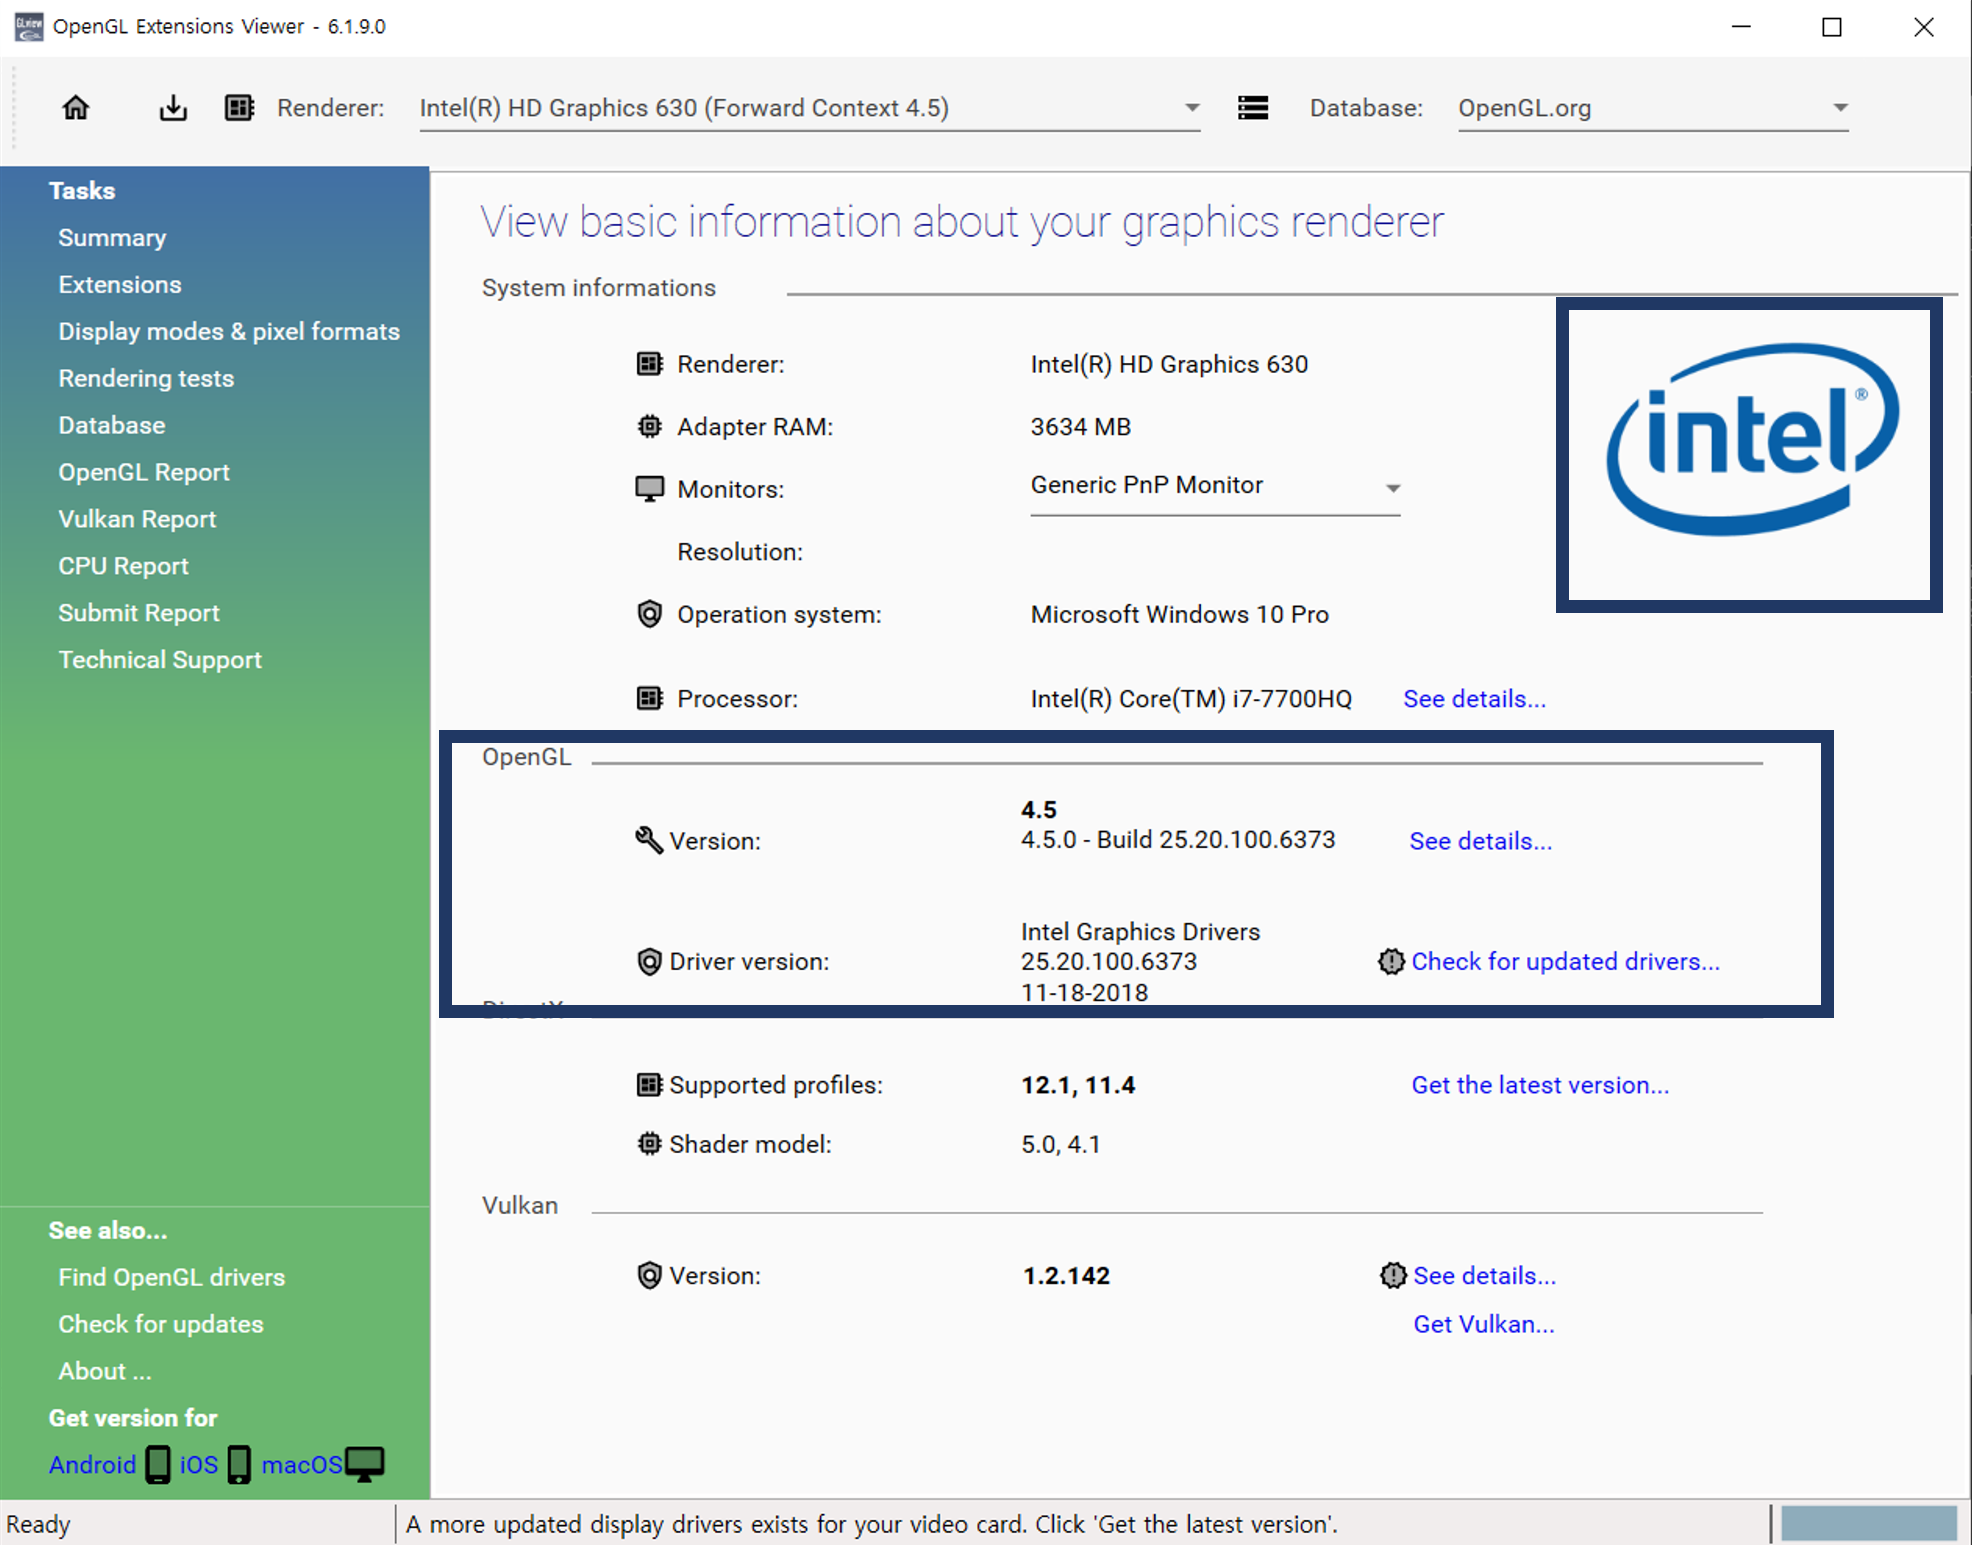 OpenGL Extensions Viewer - 6.1.9.0
Renderer: Intel(R) HD Graphics 630 (Forward Context 4.5) Database: OpenGL.org
Tasks
Summary
Extensions
Display modes & pixel formats
Rendering tests
Database
OpenGL Report
Vulkan Report
CPU Report
Submit Report
Technical Support
See also...
Find OpenGL drivers
Check for updates
About ...
Get version for
Android iOS macOS
View basic information about your graphics renderer
System informations
Renderer: Intel(R) HD Graphics 630
Adapter RAM: 3634 MB
Monitors: Generic PnP Monitor
Resolution:
Operation system: Microsoft Windows 10 Pro
Processor: Intel(R) Core(TM) i7-7700HQ See details...
intel®
OpenGL
4.5
Version: 4.5.0 - Build 25.20.100.6373 See details...
Intel Graphics Drivers
Driver version: 25.20.100.6373 Check for updated drivers...
11-18-2018
DirectX
Supported profiles: 12.1, 11.4 Get the latest version...
Shader model: 5.0, 4.1
Vulkan
Version: 1.2.142 See details...
Get Vulkan...
Ready A more updated display drivers exists for your video card. Click 'Get the latest version'.